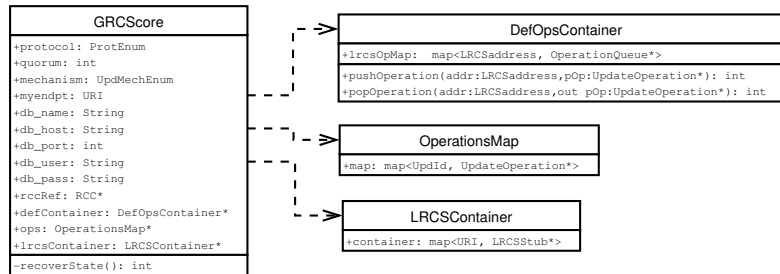 GRCScore
+protocol: ProtEnum
+quorum: int
+mechanism: UpdMechEnum
+myendpt: URI
+db_name: String
+db_host: String
+db_port: int
+db_user: String
+db_pass: String
+rccRef: RCC*
+defContainer: DefOpsContainer*
+ops: OperationsMap*
+lrcsContainer: LRCSContainer*
-recoverState(): int
DefOpsContainer
+lrcsOpMap:  map<LRCSaddress, OperationQueue*>
+pushOperation(addr:LRCSaddress,pOp:UpdateOperation*): int
+popOperation(addr:LRCSaddress,out pOp:UpdateOperation*): int
OperationsMap
+map: map<UpdId, UpdateOperation*>
LRCSContainer
+container: map<URI, LRCSStub*>